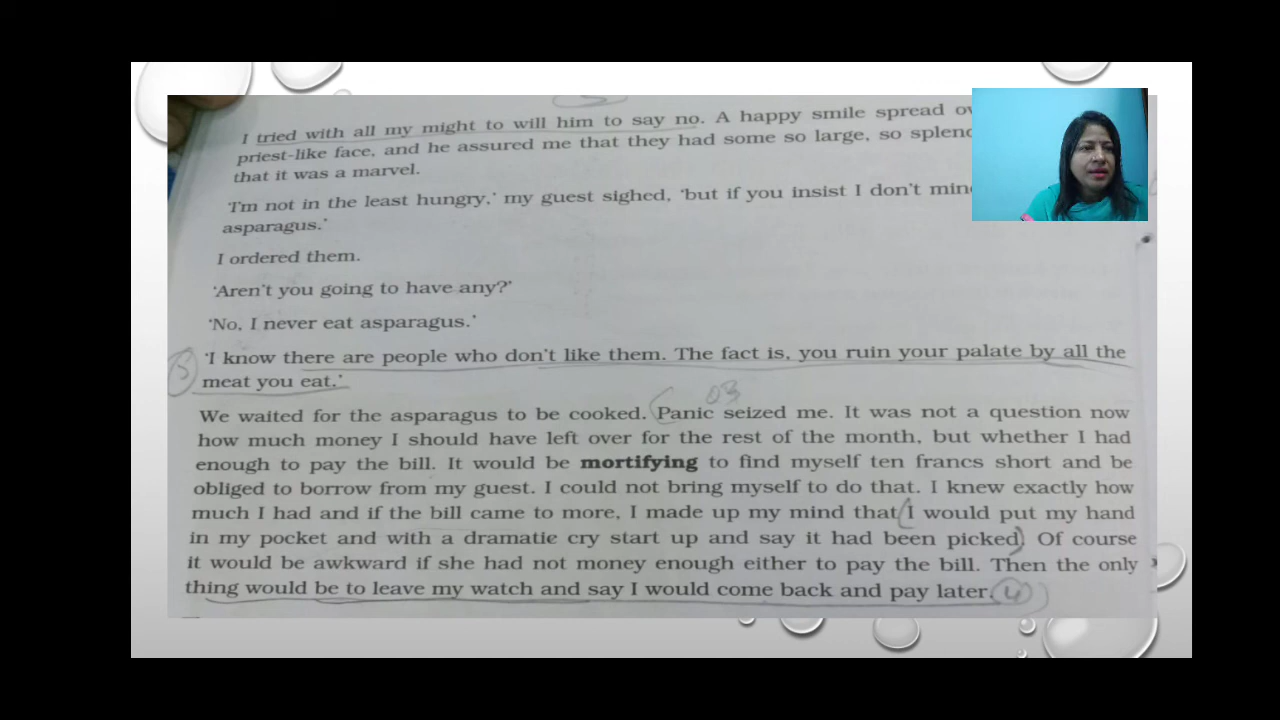 I tried with all my might to will him to say no. A happy smile spread
priest-like face, and he assured me that they had some so large, so
that it was a marvel.
'I'm not in the least hungry,' my guest sighed, 'but if you insist I don't
asparagus.'
I ordered them.
'Aren't you going to have any?'
'No, I never eat asparagus.'
'I know there are people who don't like them. The fact is, you ruin your palate by all the
meat you eat.'
We waited for the asparagus to be cooked. Panic seized me. It was not a question now
how much money I should have left over for the rest of the month, but whether I had
enough to pay the bill. It would be mortifying to find myself ten francs short and be
obliged to borrow from my guest. I could not bring myself to do that. I knew exactly how
much I had and if the bill came to more, I made up my mind that I would put my hand
in my pocket and with a dramatic cry start up and say it had been picked. Of course
it would be awkward if she had not money enough either to pay the bill. Then the only
thing would be to leave my watch and say I would come back and pay later.